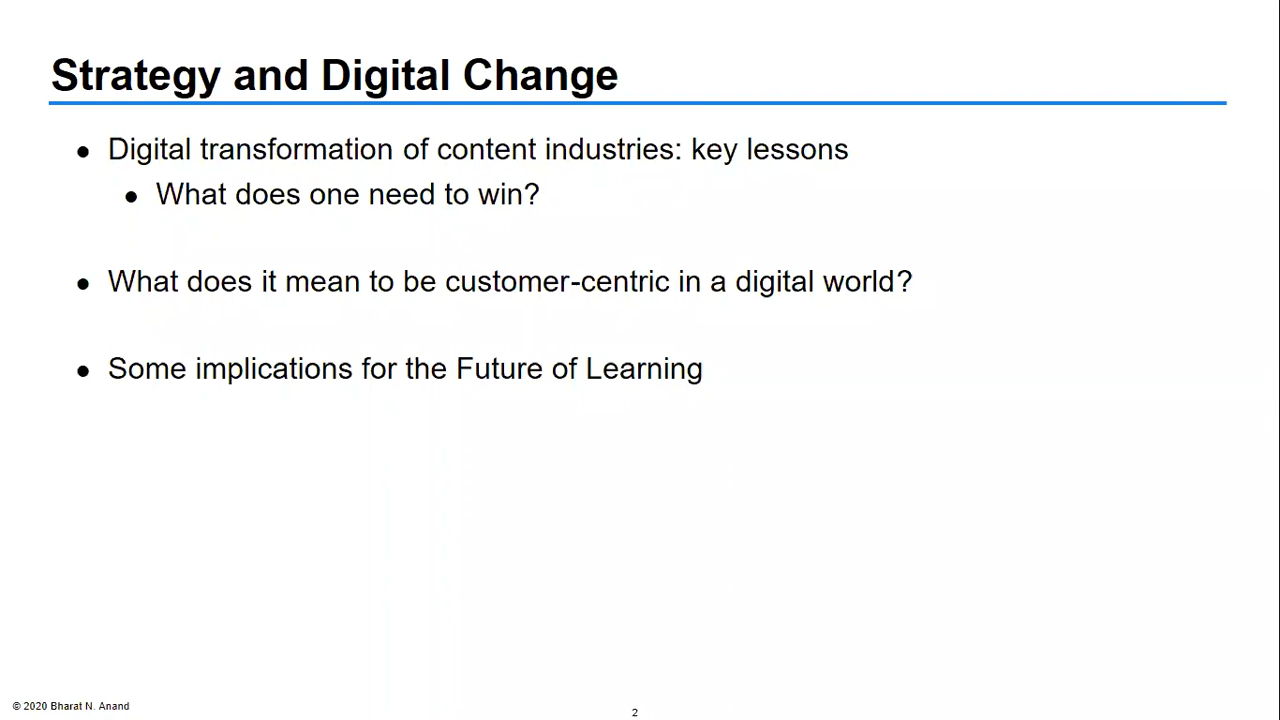 Strategy and Digital Change
• Digital transformation of content industries: key lessons
• What does one need to win?
• What does it mean to be customer-centric in a digital world?
• Some implications for the Future of Learning
© 2020 Bharat N. Anand
2